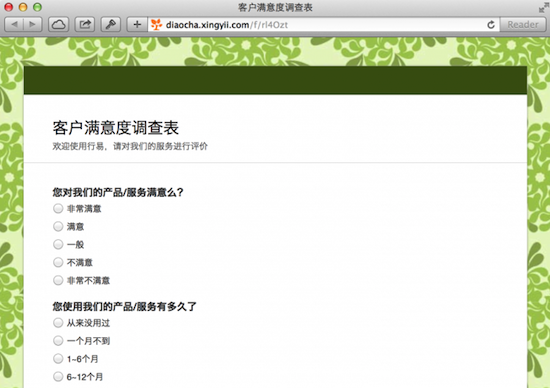 客户满意度调查表
diaocha.xingyii.com/f/rl4Ozt
Reader
客户满意度调查表
欢迎使用行易，请对我们的服务进行评价
您对我们的产品/服务满意么？
非常满意
满意
一般
不满意
非常不满意
您使用我们的产品/服务有多久了
从来没用过
一个月不到
1~6个月
6~12个月